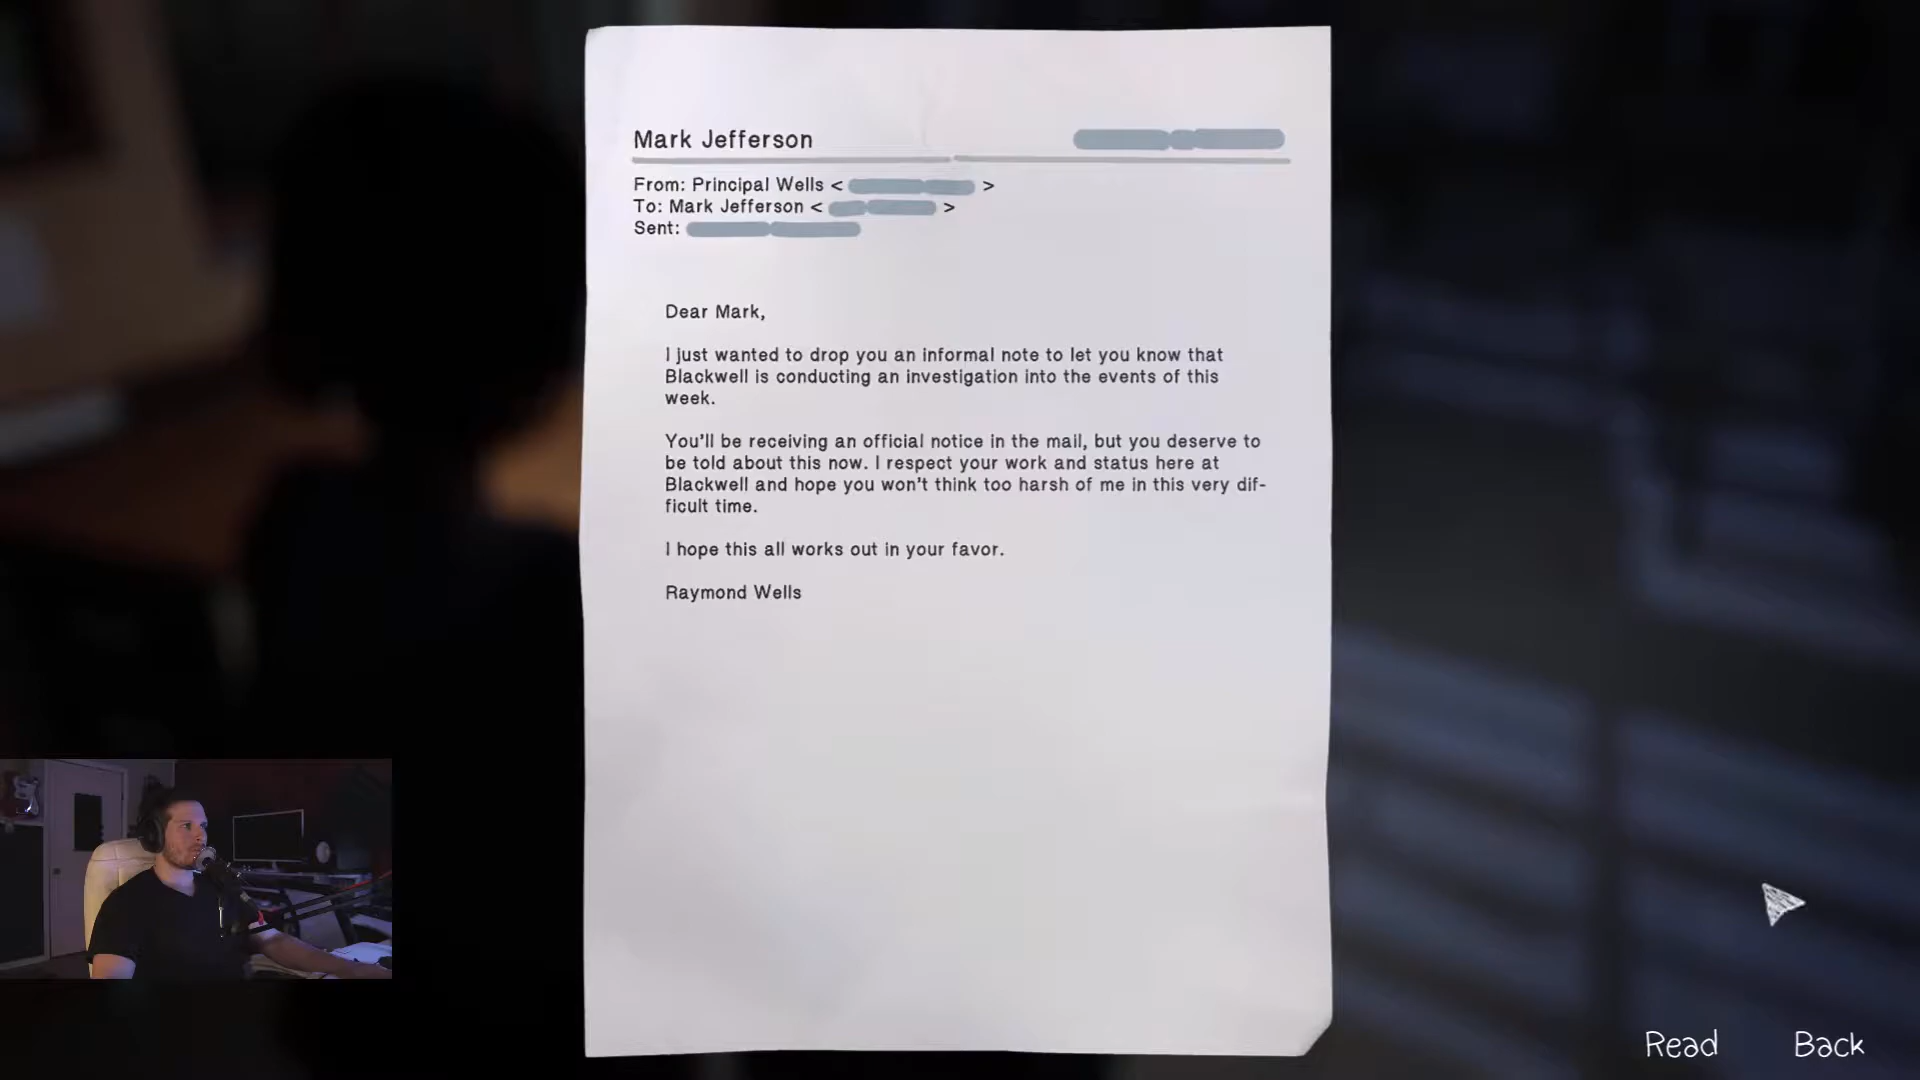 Mark Jefferson
From: Principal Wells < >
To: Mark Jefferson < >
Sent:
Dear Mark,
I just wanted to drop you an informal note to let you know that
Blackwell is conducting an investigation into the events of this
week.
You'll be receiving an official notice in the mail, but you deserve to
be told about this now. I respect your work and status here at
Blackwell and hope you won't think too harsh of me in this very dif-
ficult time.
I hope this all works out in your favor.
Raymond Wells
Read Back